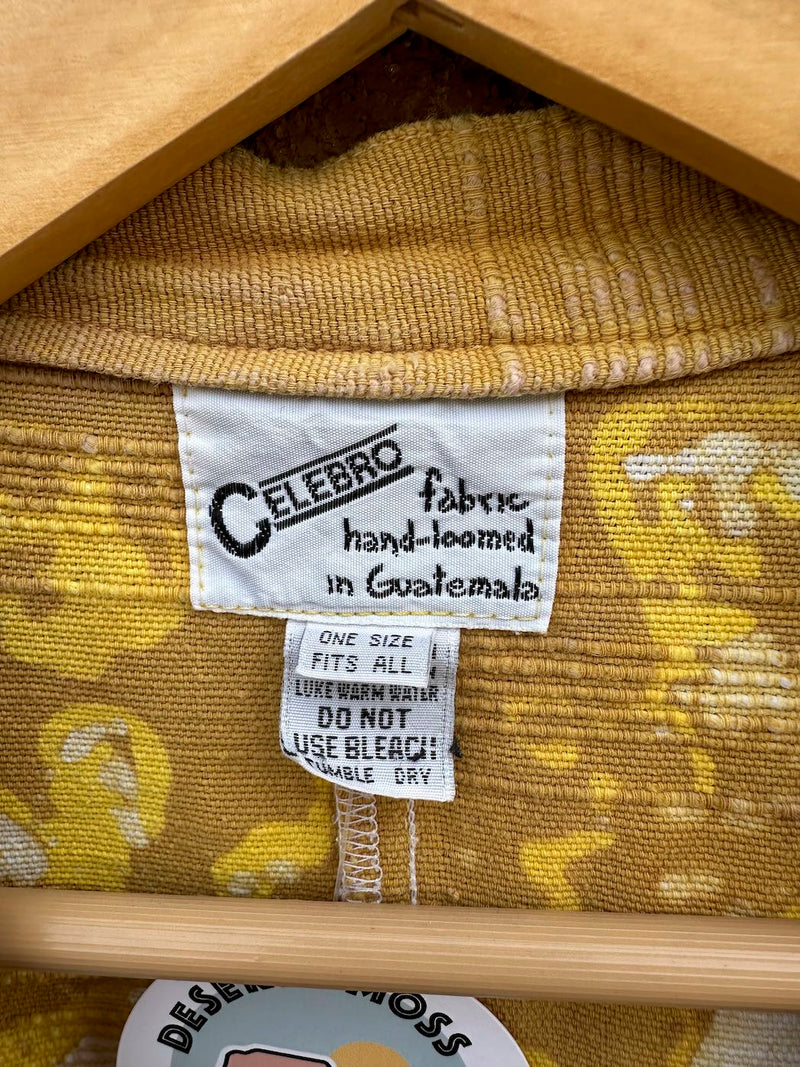 CELEBRO
fabric
hand-loomed
in Guatemala
ONE SIZE
FITS ALL
LUKE WARM WATER
DO NOT
USE BLEACH
TUMBLE DRY
MOSS